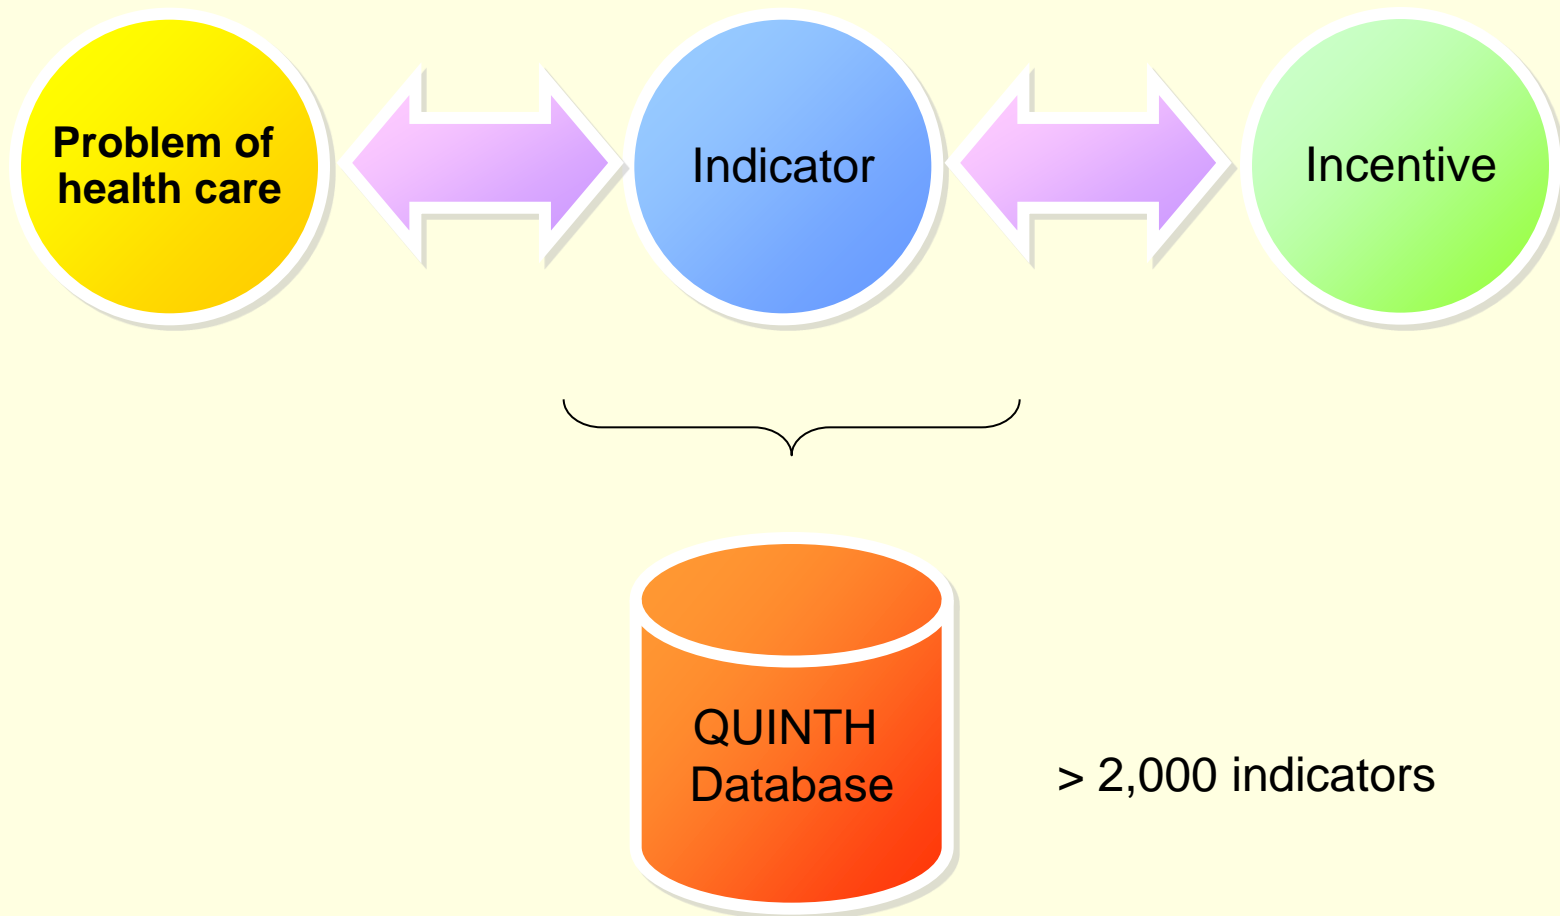 Problem of
health care
Indicator
Incentive
QUINTH
Database
> 2,000 indicators